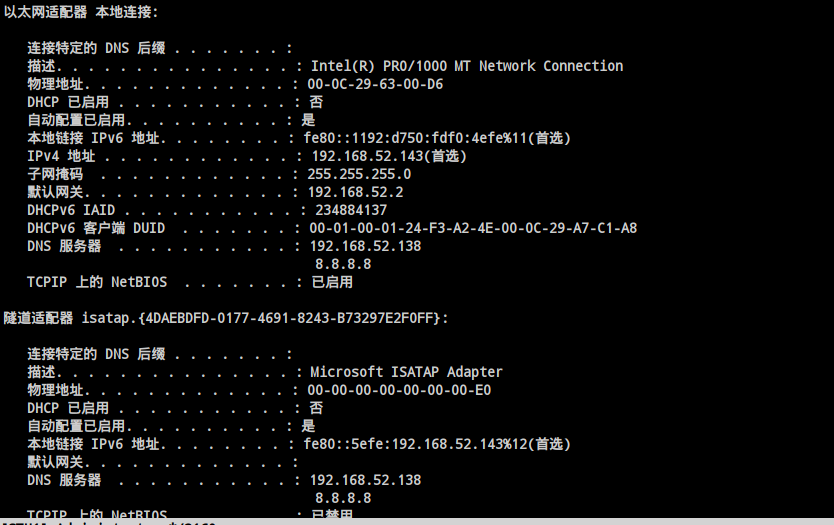 以太网适配器 本地连接:
连接特定的 DNS 后缀 . . . . . . . :
描述. . . . . . . . . . . . . . . : Intel(R) PRO/1000 MT Network Connection
物理地址. . . . . . . . . . . . . : 00-0C-29-63-00-D6
DHCP 已启用 . . . . . . . . . . . : 否
自动配置已启用. . . . . . . . . . : 是
本地链接 IPv6 地址. . . . . . . . : fe80::1192:d750:fdf0:4efe%11(首选)
IPv4 地址 . . . . . . . . . . . . : 192.168.52.143(首选)
子网掩码  . . . . . . . . . . . . : 255.255.255.0
默认网关. . . . . . . . . . . . . : 192.168.52.2
DHCPv6 IAID . . . . . . . . . . . : 234884137
DHCPv6 客户端 DUID  . . . . . . . : 00-01-00-01-24-F3-A2-4E-00-0C-29-A7-C1-A8
DNS 服务器  . . . . . . . . . . . : 192.168.52.138
8.8.8.8
TCPIP 上的 NetBIOS  . . . . . . . : 已启用
隧道适配器 isatap.{4DAEBDFD-0177-4691-8243-B73297E2F0FF}:
连接特定的 DNS 后缀 . . . . . . . :
描述. . . . . . . . . . . . . . . : Microsoft ISATAP Adapter
物理地址. . . . . . . . . . . . . : 00-00-00-00-00-00-00-E0
DHCP 已启用 . . . . . . . . . . . : 否
自动配置已启用. . . . . . . . . . : 是
本地链接 IPv6 地址. . . . . . . . : fe80::5efe:192.168.52.143%12(首选)
默认网关. . . . . . . . . . . . . :
DNS 服务器  . . . . . . . . . . . : 192.168.52.138
8.8.8.8
TCPIP 上的 NetBIOS  . . . . . . . : 已禁用